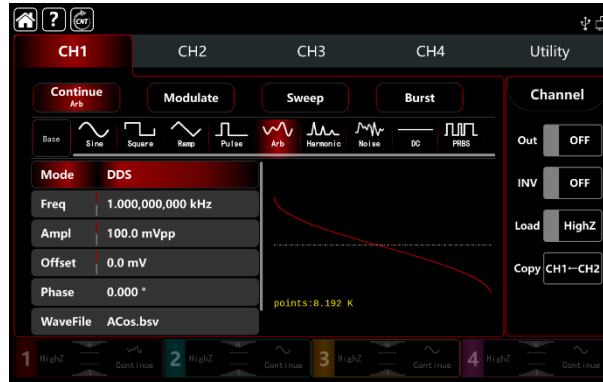 ? CNT
CH1 CH2 CH3 CH4 Utility
Continue Modulate Sweep Burst Channel
Arb
Base Sine Square Ramp Pulse Arb Harmonic Noise DC PRBS
Out OFF
Mode DDS
INV OFF
Freq 1.000,000,000 kHz
Ampl 100.0 mVpp
Load HighZ
Offset 0.0 mV
Copy CH1←CH2
Phase 0.000 °
points:8.192 K
WaveFile ACos.bsv
1 HighZ Continue 2 HighZ Continue 3 HighZ Continue 4 HighZ Continue